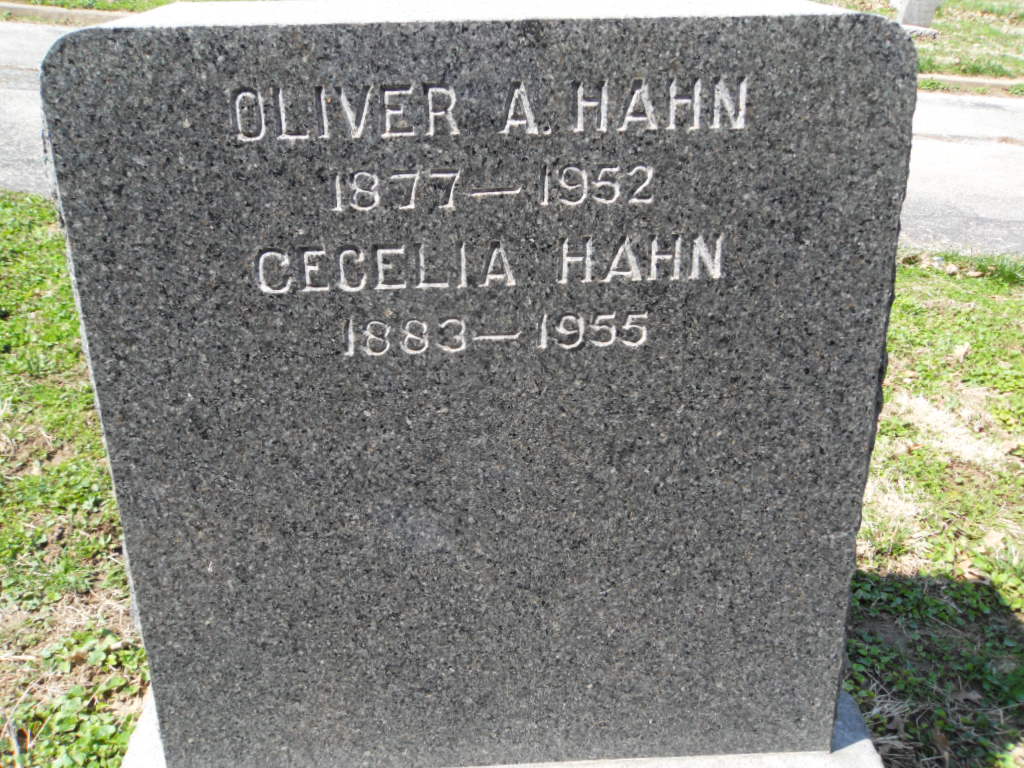 OLIVER A. HAHN
1877—1952
CECELIA HAHN
1883—1955